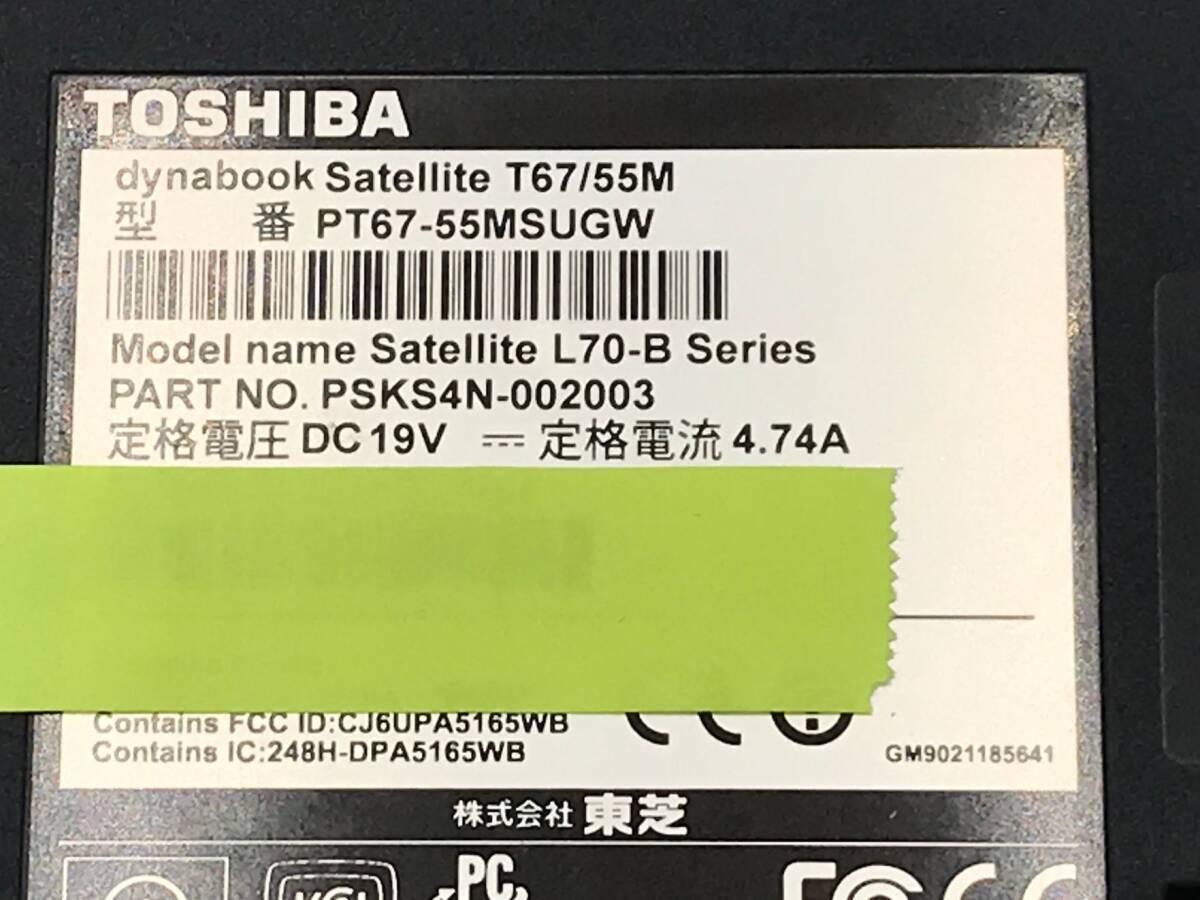 TOSHIBA
dynabook Satellite T67/55M
型 番 PT67-55MSUGW
Model name Satellite L70-B Series
PART NO. PSKS4N-002003
定格電圧 DC 19V ⎓ 定格電流 4.74A
Contains FCC ID:CJ6UPA5165WB
Contains IC:248H-DPA5165WB
GM9021185641
株式会社 東芝
PC